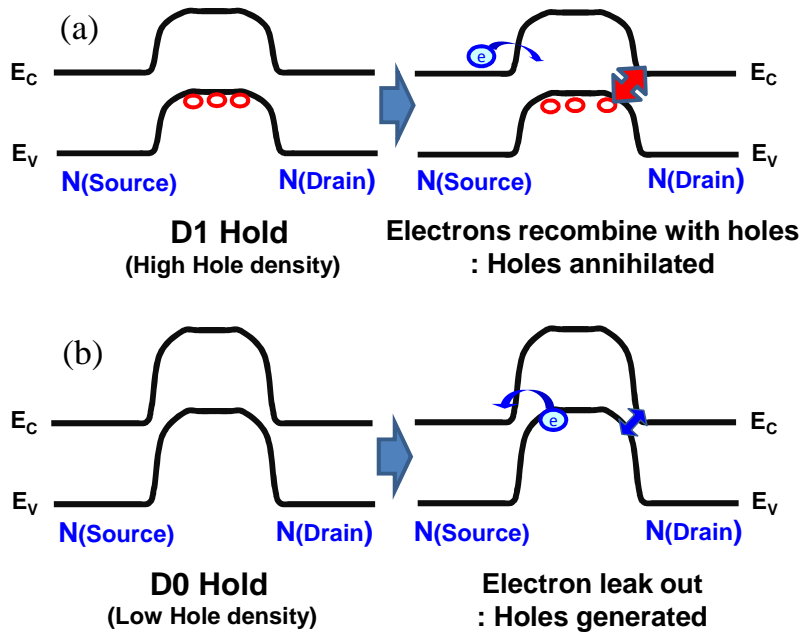 (a)
e
E_C E_C
E_V E_V
N(Source) N(Drain) N(Source) N(Drain)
D1 Hold
(High Hole density)
Electrons recombine with holes
: Holes annihilated
(b)
e
E_C E_C
E_V E_V
N(Source) N(Drain) N(Source) N(Drain)
D0 Hold
(Low Hole density)
Electron leak out
: Holes generated